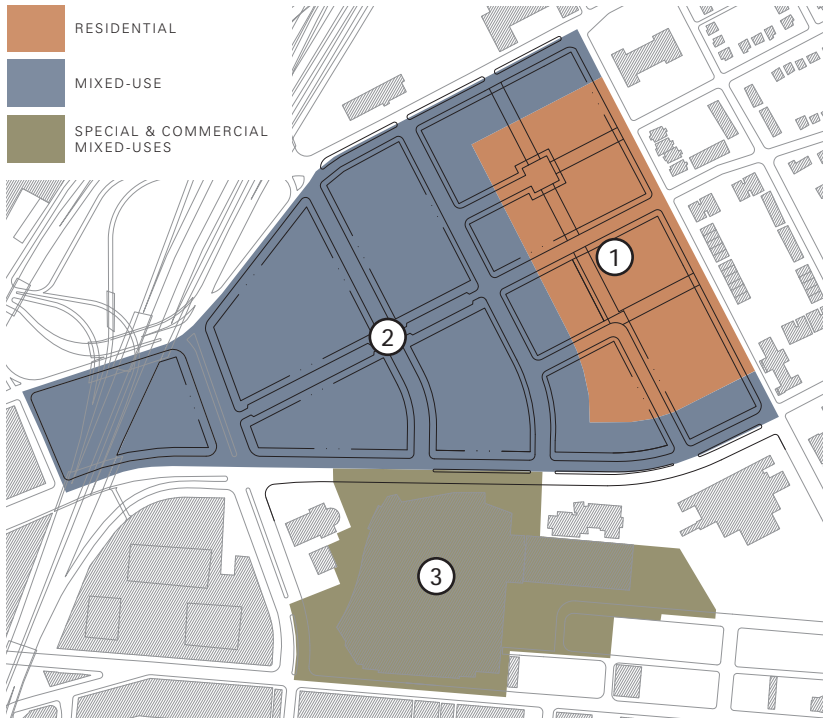 RESIDENTIAL
MIXED-USE
SPECIAL & COMMERCIAL
MIXED-USES
1
2
3